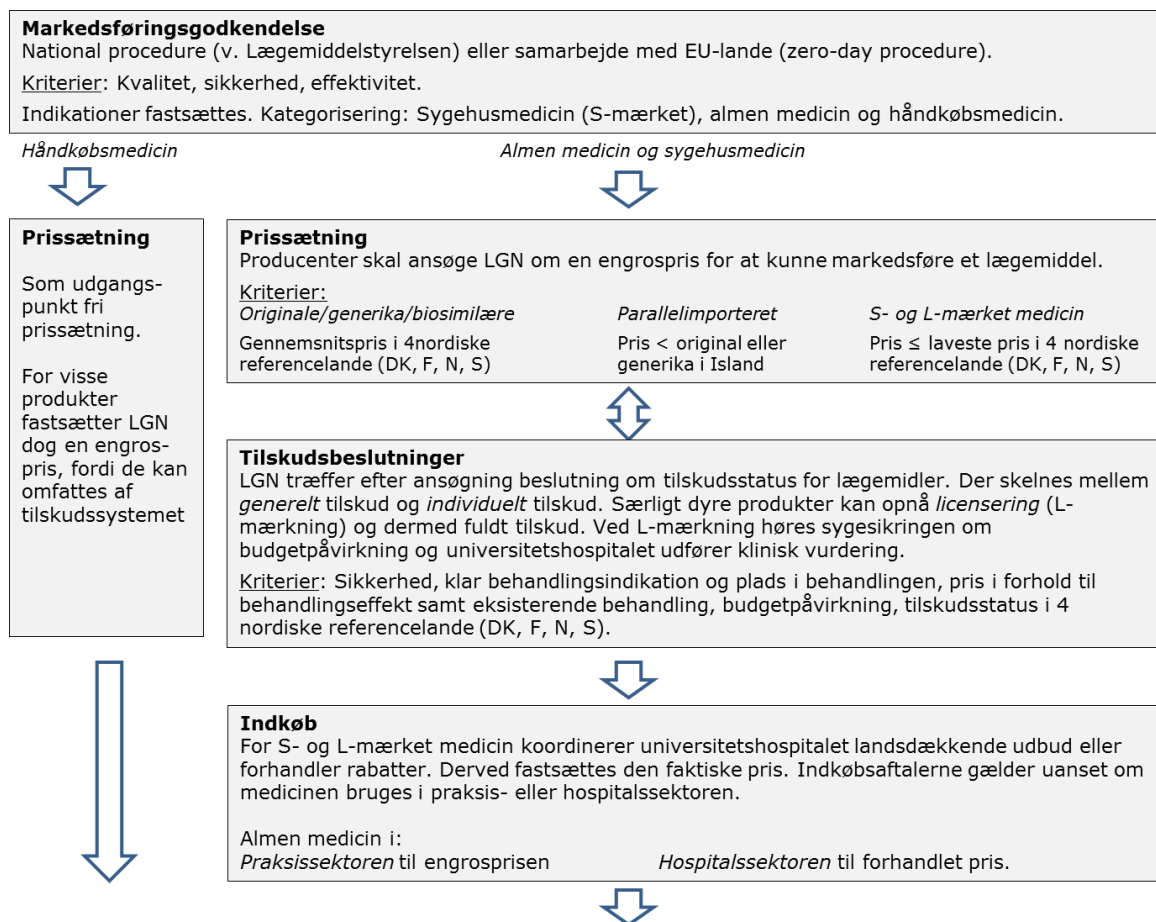 Markedsføringsgodkendelse
National procedure (v. Lægemiddelstyrelsen) eller samarbejde med EU-lande (zero-day procedure).
Kriterier: Kvalitet, sikkerhed, effektivitet.
Indikationer fastsættes. Kategorisering: Sygehusmedicin (S-mærket), almen medicin og håndkøbsmedicin.
Håndkøbsmedicin
Almen medicin og sygehusmedicin
Prissætning
Som udgangs-
punkt fri
prissætning.
For visse
produkter
fastsætter LGN
dog en engros-
pris, fordi de kan
omfattes af
tilskudssystemet
Prissætning
Producenter skal ansøge LGN om en engrospris for at kunne markedsføre et lægemiddel.
Kriterier:
Originale/generika/biosimilære
Gennemsnitspris i 4nordiske
referencelande (DK, F, N, S)
Parallelimporteret
Pris < original eller
generika i Island
S- og L-mærket medicin
Pris ≤ laveste pris i 4 nordiske
referencelande (DK, F, N, S)
Tilskudsbeslutninger
LGN træffer efter ansøgning beslutning om tilskudsstatus for lægemidler. Der skelnes mellem
generelt tilskud og individuelt tilskud. Særligt dyre produkter kan opnå licensering (L-
mærkning) og dermed fuldt tilskud. Ved L-mærkning høres sygesikringen om
budgetpåvirkning og universitetshospitalet udfører klinisk vurdering.
Kriterier: Sikkerhed, klar behandlingsindikation og plads i behandlingen, pris i forhold til
behandlingseffekt samt eksisterende behandling, budgetpåvirkning, tilskudsstatus i 4
nordiske referencelande (DK, F, N, S).
Indkøb
For S- og L-mærket medicin koordinerer universitetshospitalet landsdækkende udbud eller
forhandler rabatter. Derved fastsættes den faktiske pris. Indkøbsaftalerne gælder uanset om
medicinen bruges i praksis- eller hospitalssektoren.
Almen medicin i:
Praksissektoren til engrosprisen
Hospitalssektoren til forhandlet pris.